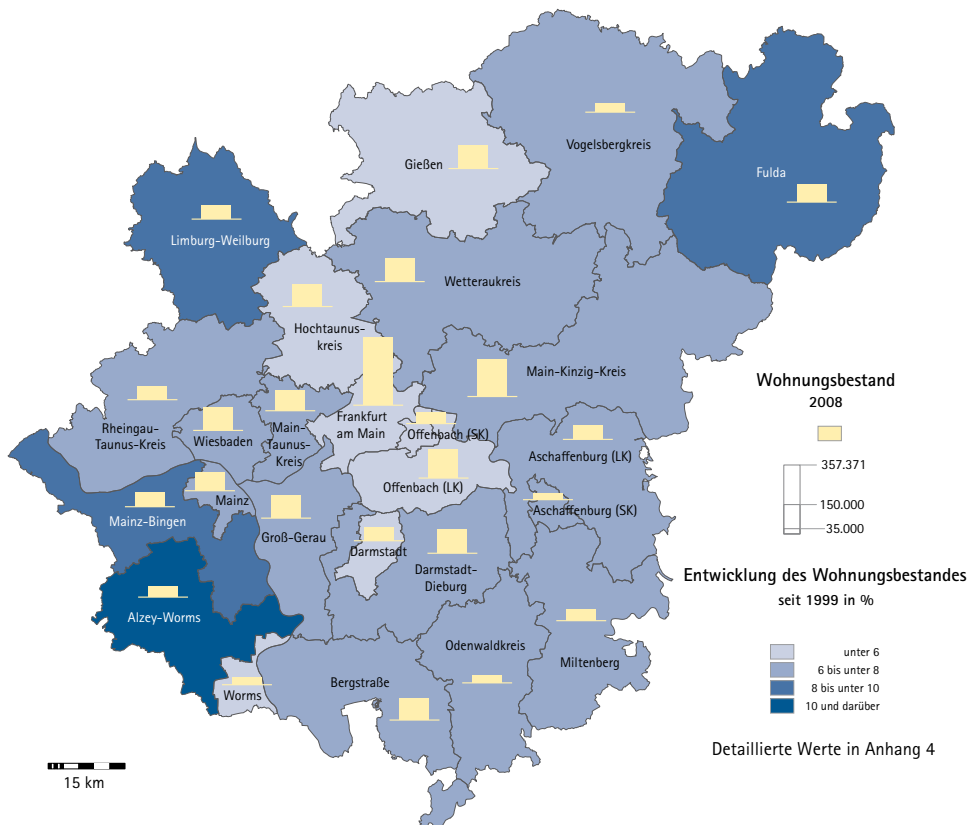 Vogelsbergkreis
Gießen
Fulda
Limburg-Weilburg
Wetteraukreis
Hochtaunus-
kreis
Main-Kinzig-Kreis
Rheingau-
Taunus-Kreis
Wiesbaden
Main-
Taunus-
Kreis
Frankfurt
am Main
Offenbach (SK)
Aschaffenburg (LK)
Offenbach (LK)
Mainz
Mainz-Bingen
Aschaffenburg (SK)
Groß-Gerau
Darmstadt
Darmstadt-
Dieburg
Alzey-Worms
Odenwaldkreis
Miltenberg
Bergstraße
Worms
15 km
Wohnungsbestand
2008
357.371
150.000
35.000
Entwicklung des Wohnungsbestandes
seit 1999 in %
unter 6
6 bis unter 8
8 bis unter 10
10 und darüber
Detaillierte Werte in Anhang 4